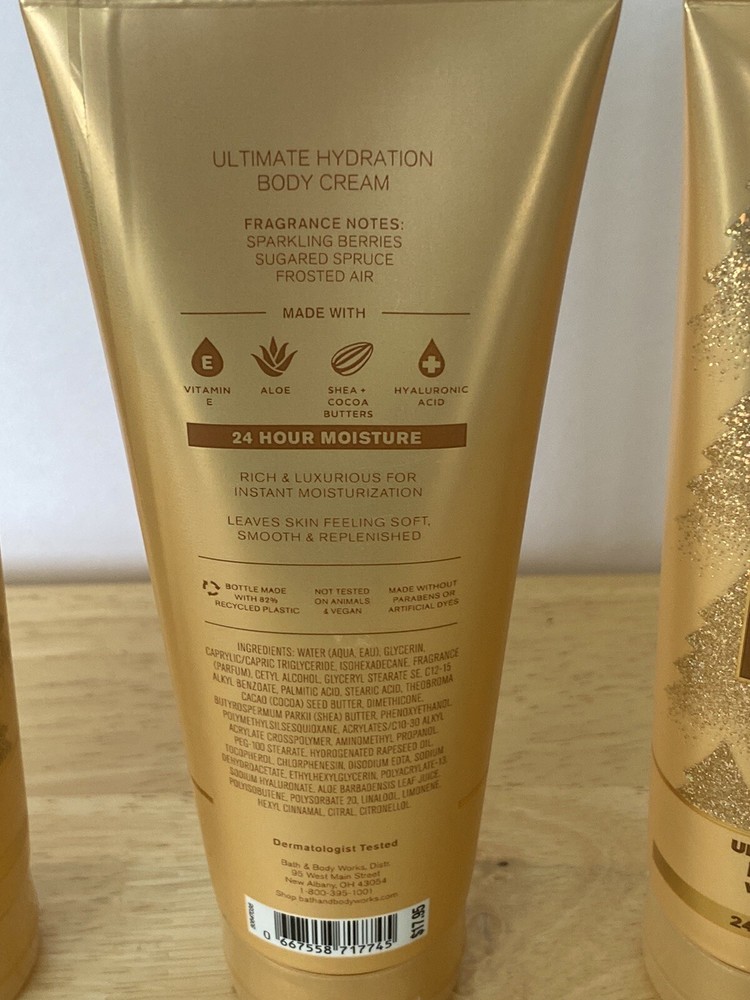 ULTIMATE HYDRATION
BODY CREAM
FRAGRANCE NOTES:
SPARKLING BERRIES
SUGARED SPRUCE
FROSTED AIR
MADE WITH
E
VITAMIN
E
ALOE
SHEA +
COCOA
BUTTERS
HYALURONIC
ACID
24 HOUR MOISTURE
RICH & LUXURIOUS FOR
INSTANT MOISTURIZATION
LEAVES SKIN FEELING SOFT,
SMOOTH & REPLENISHED
BOTTLE MADE
WITH 82%
RECYCLED PLASTIC
NOT TESTED
ON ANIMALS
& VEGAN
MADE WITHOUT
PARABENS OR
ARTIFICIAL DYES
INGREDIENTS: WATER (AQUA, EAU), GLYCERIN,
CAPRYLIC/CAPRIC TRIGLYCERIDE, ISOHEXADECANE, FRAGRANCE
(PARFUM), CETYL ALCOHOL, GLYCERYL STEARATE SE, C12-15
ALKYL BENZOATE, PALMITIC ACID, STEARIC ACID, THEOBROMA
CACAO (COCOA) SEED BUTTER, DIMETHICONE,
BUTYROSPERMUM PARKII (SHEA) BUTTER, PHENOXYETHANOL,
POLYMETHYLSILSESQUIOXANE, ACRYLATES/C10-30 ALKYL
ACRYLATE CROSSPOLYMER, AMINOMETHYL PROPANOL,
PEG-100 STEARATE, HYDROGENATED RAPESEED OIL,
TOCOPHEROL, CHLORPHENESIN, DISODIUM EDTA, SODIUM
DEHYDROACETATE, ETHYLHEXYLGLYCERIN, POLYACRYLATE-13,
SODIUM HYALURONATE, ALOE BARBADENSIS LEAF JUICE,
POLYISOBUTENE, POLYSORBATE 20, LINALOOL, LIMONENE,
HEXYL CINNAMAL, CITRAL, CITRONELLOL.
Dermatologist Tested
Bath & Body Works, Distr.
95 West Main Street
New Albany, OH 43054
1-800-395-1001
Shop bathandbodyworks.com
0 667558 717745
$17.95
24